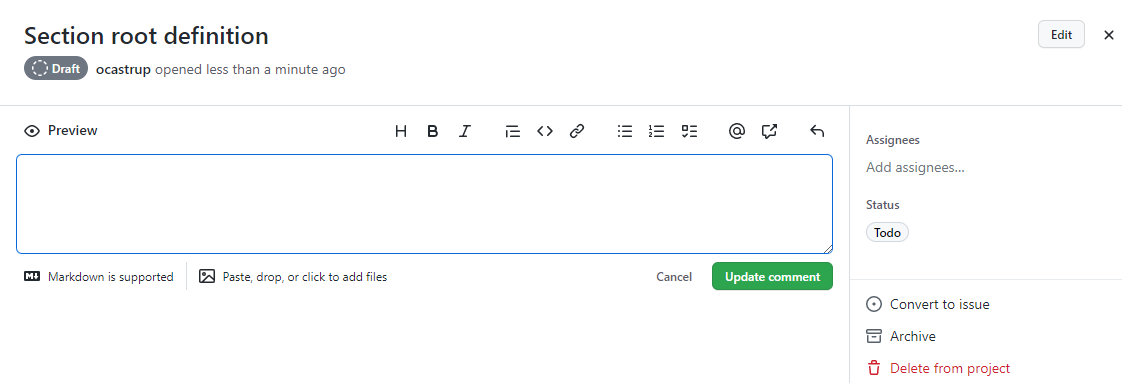 Section root definition
Edit
Draft ocastrup opened less than a minute ago
Preview
H B I
Markdown is supported
Paste, drop, or click to add files
Cancel
Update comment
Assignees
Add assignees...
Status
Todo
Convert to issue
Archive
Delete from project